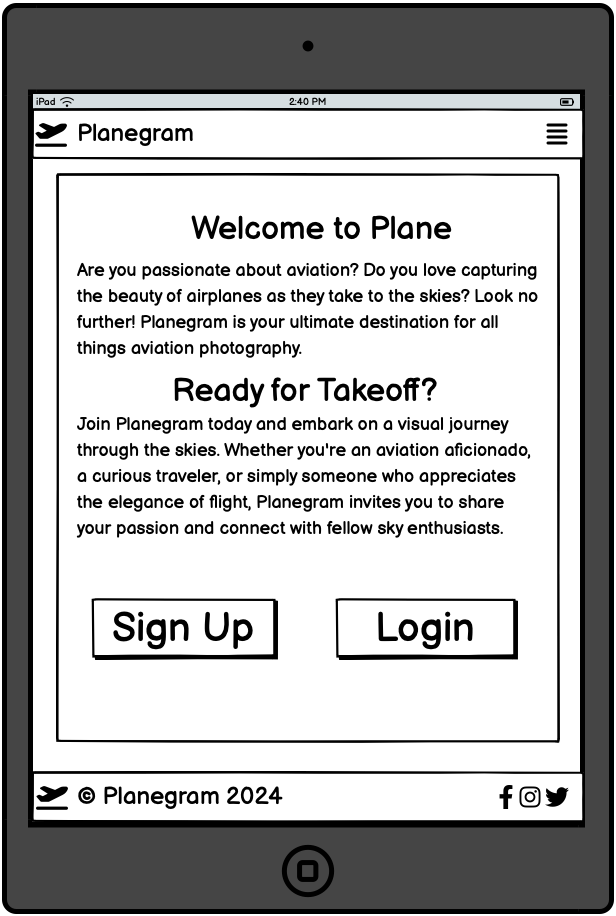 iPad 2:40 PM
Planegram
Welcome to Plane
Are you passionate about aviation? Do you love capturing
the beauty of airplanes as they take to the skies? Look no
further! Planegram is your ultimate destination for all
things aviation photography.
Ready for Takeoff?
Join Planegram today and embark on a visual journey
through the skies. Whether you're an aviation aficionado,
a curious traveler, or simply someone who appreciates
the elegance of flight, Planegram invites you to share
your passion and connect with fellow sky enthusiasts.
Sign Up Login
© Planegram 2024